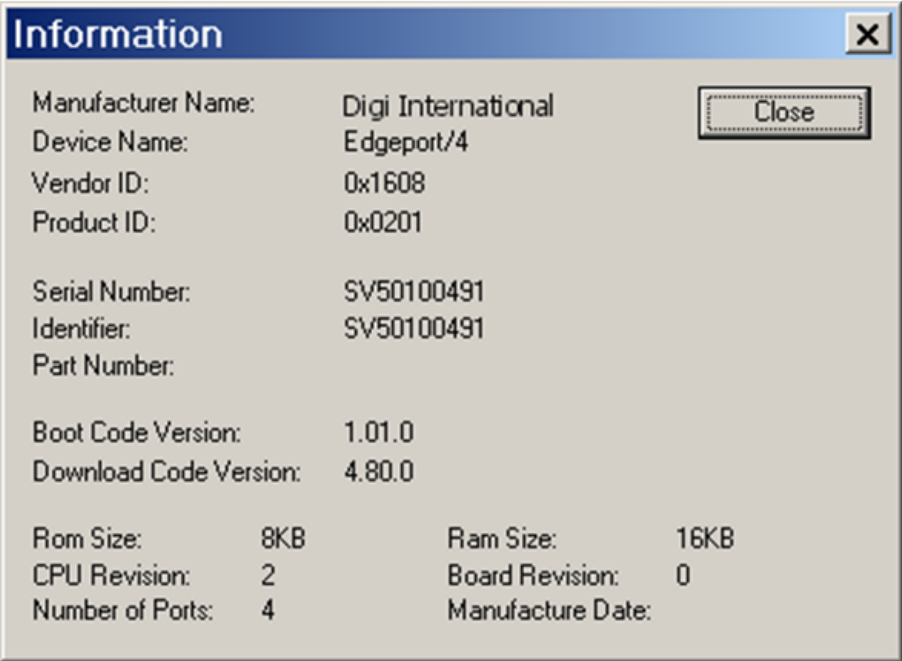 Information
Manufacturer Name: Digi International
Close
Device Name: Edgeport/4
Vendor ID: 0x1608
Product ID: 0x0201
Serial Number: SV50100491
Identifier: SV50100491
Part Number:
Boot Code Version: 1.01.0
Download Code Version: 4.80.0
Rom Size: 8KB Ram Size: 16KB
CPU Revision: 2 Board Revision: 0
Number of Ports: 4 Manufacture Date: